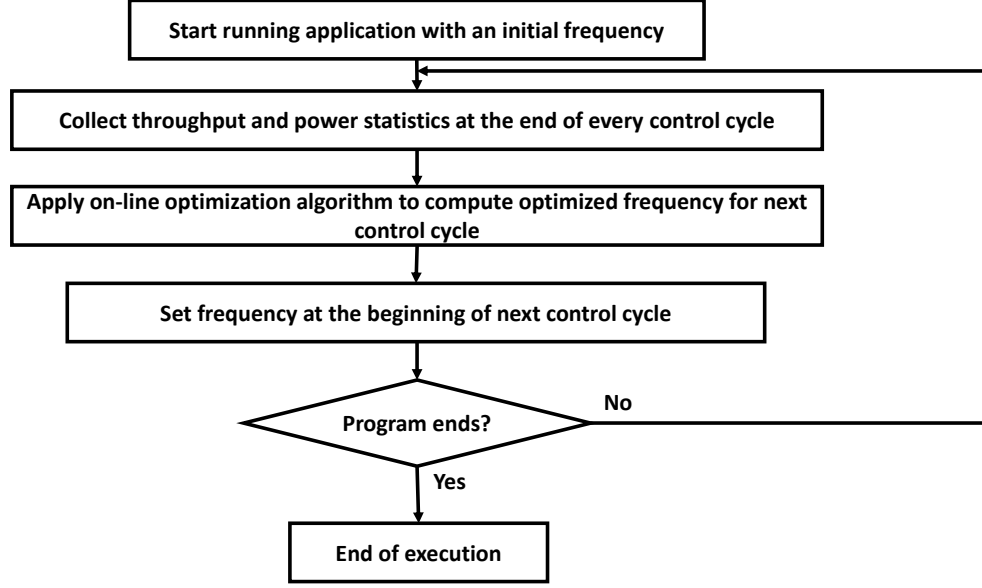 Start running application with an initial frequency
Collect throughput and power statistics at the end of every control cycle
Apply on-line optimization algorithm to compute optimized frequency for next
control cycle
Set frequency at the beginning of next control cycle
Program ends?
No
Yes
End of execution